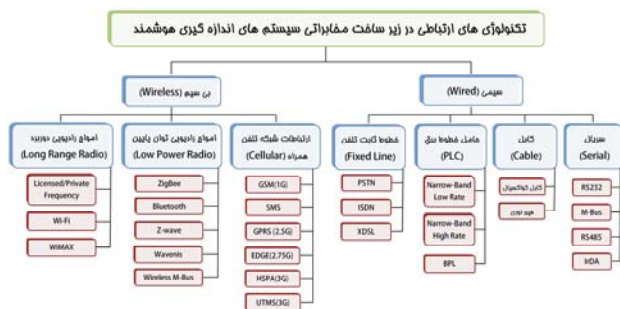 تکنولوژی های ارتباطی در زیر ساخت مخابراتی سیستم های اندازه گیری هوشمند
سیمی (Wired)
بی سیم (Wireless)
سریال
(Serial)
کابل
(Cable)
حامل خطوط برق
(PLC)
خطوط ثابت تلفن
(Fixed Line)
ارتباطات شبکه تلفن
همراه (Cellular)
امواج رادیویی توان پایین
(Low Power Radio)
امواج رادیویی دوربرد
(Long Range Radio)
RS232
M-Bus
RS485
IrDA
کابل کواکسیال
فیبر نوری
Narrow-Band
Low Rate
Narrow-Band
High Rate
BPL
PSTN
ISDN
XDSL
GSM(1G)
SMS
GPRS (2.5G)
EDGE(2.75G)
HSPA(3G)
UTMS(3G)
ZigBee
Bluetooth
Z-wave
Wavenis
Wireless M-Bus
Licensed/Private
Frequency
Wi-Fi
WiMAX